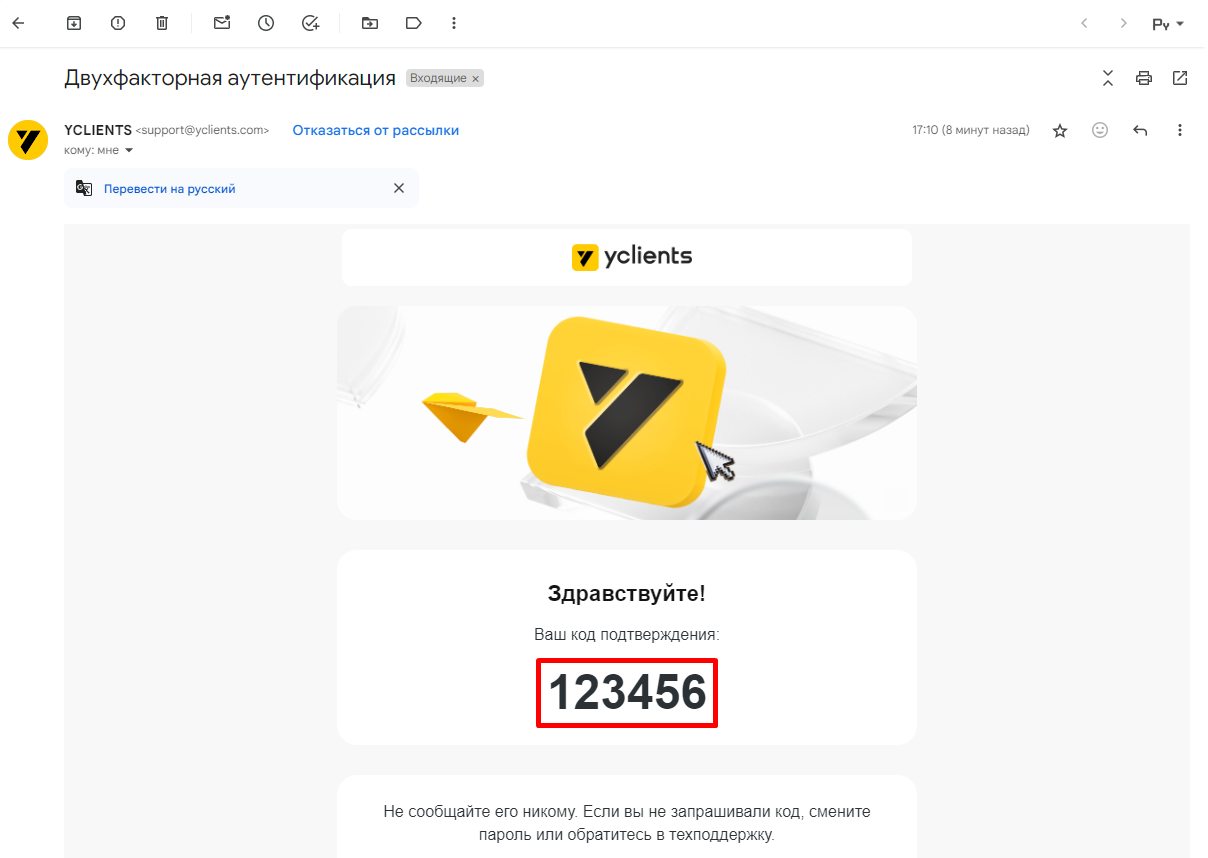 Ру
Двухфакторная аутентификация Входящие ×
YCLIENTS <support@yclients.com> Отказаться от рассылки 17:10 (8 минут назад)
кому: мне
Перевести на русский
yclients
Здравствуйте!
Ваш код подтверждения:
123456
Не сообщайте его никому. Если вы не запрашивали код, смените
пароль или обратитесь в техподдержку.